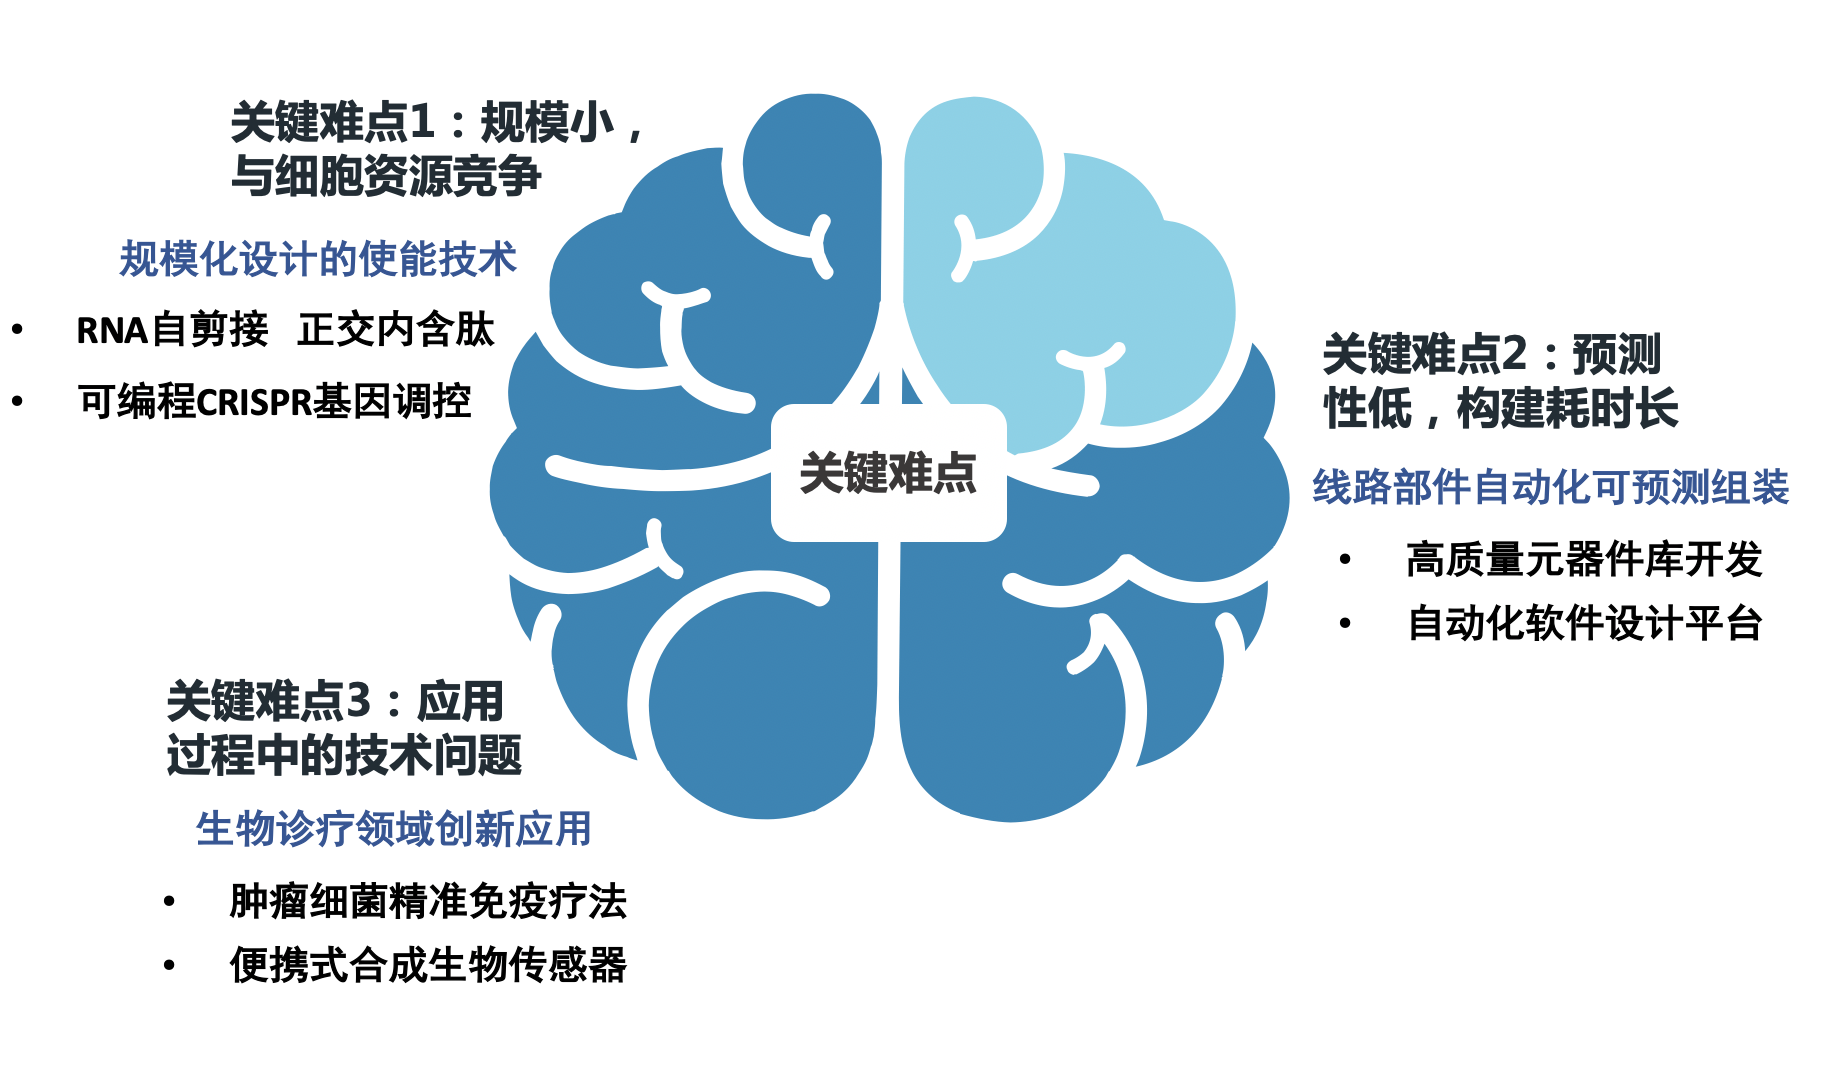 关键难点1：规模小，
与细胞资源竞争
规模化设计的使能技术
• RNA自剪接 正交内含肽
• 可编程CRISPR基因调控
关键难点
关键难点2：预测
性低，构建耗时长
线路部件自动化可预测组装
• 高质量元器件库开发
• 自动化软件设计平台
关键难点3：应用
过程中的技术问题
生物诊疗领域创新应用
• 肿瘤细菌精准免疫疗法
• 便携式合成生物传感器